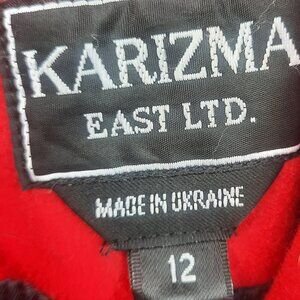 KARIZMA
EAST LTD.
MADE IN UKRAINE
12